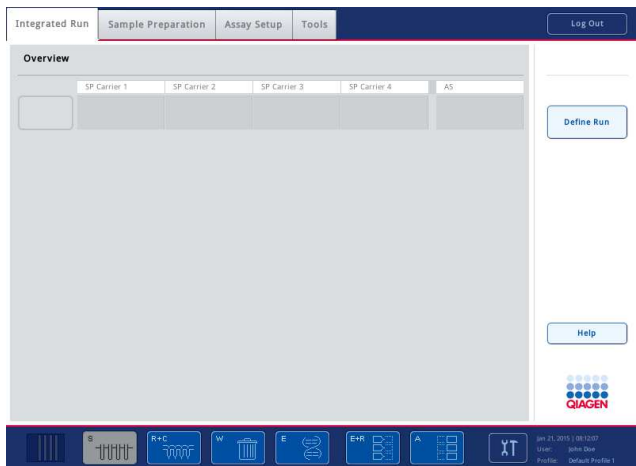 Integrated Run
Sample Preparation
Assay Setup
Tools
Log Out
Overview
SP Carrier 1
SP Carrier 2
SP Carrier 3
SP Carrier 4
AS
Define Run
Help
QIAGEN
S
R+C
W
E
E+R
A
Jan 21, 2015 | 08:12:07
User: John Doe
Profile: Default Profile 1